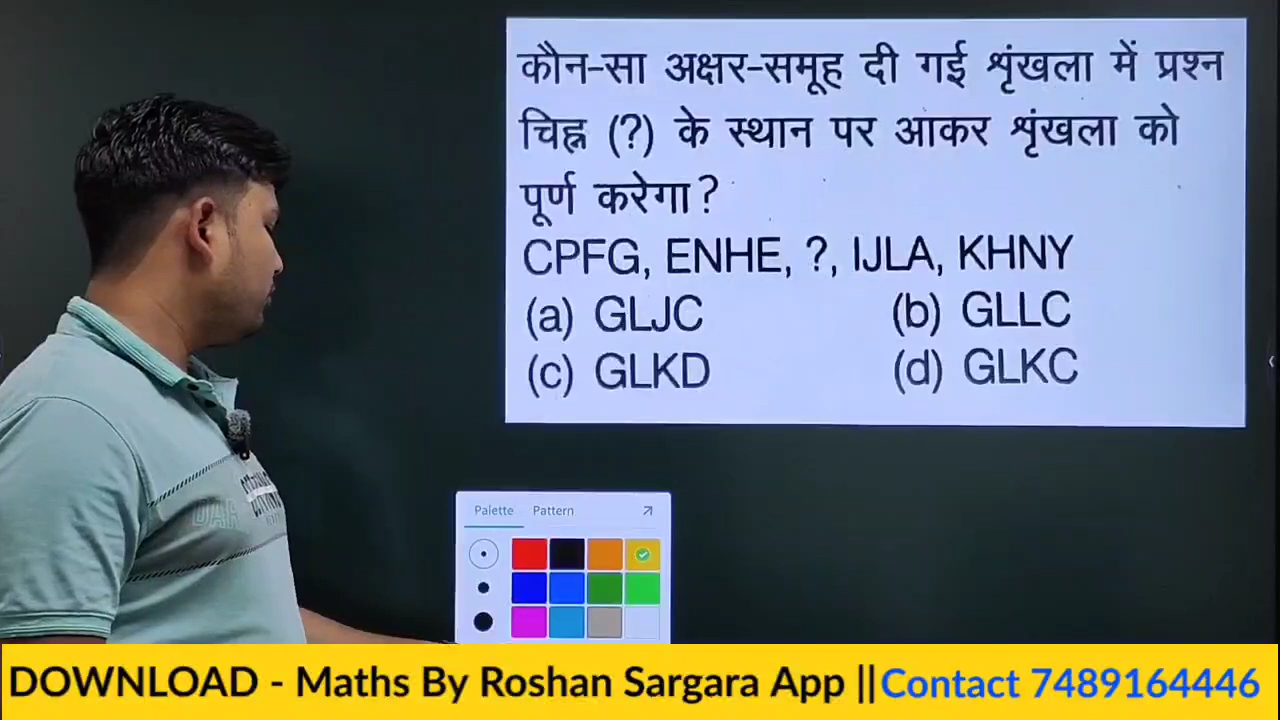 कौन-सा अक्षर-समूह दी गई शृंखला में प्रश्न
चिह्न (?) के स्थान पर आकर शृंखला को
पूर्ण करेगा?
CPFG, ENHE, ?, IJLA, KHNY
(a) GLJC (b) GLLC
(c) GLKD (d) GLKC
Palette Pattern
DOWNLOAD - Maths By Roshan Sargara App || Contact 7489164446